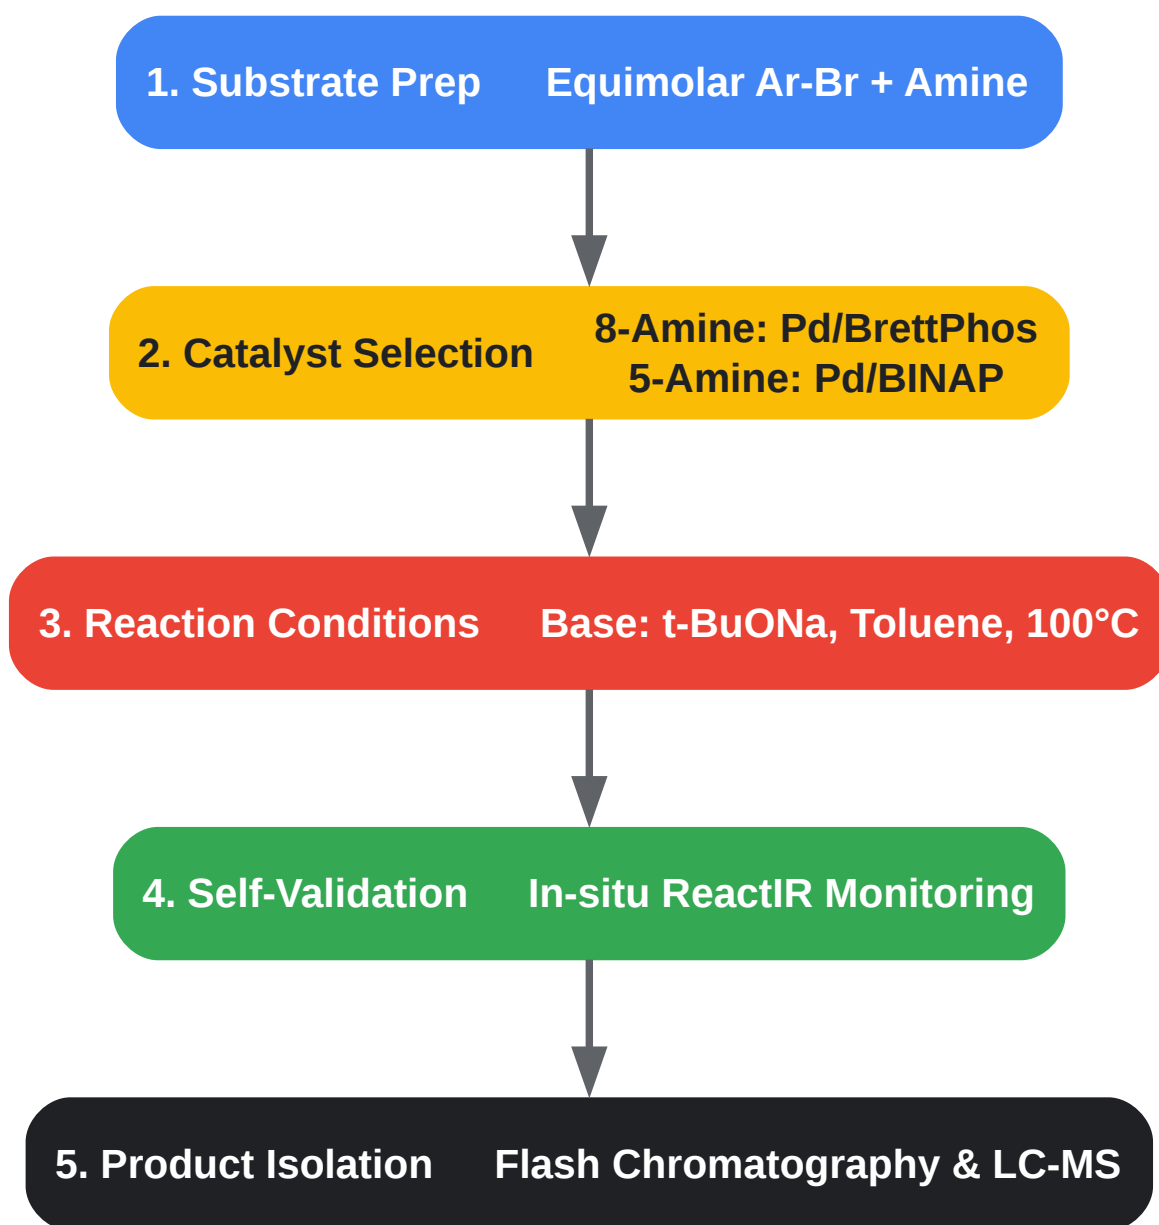 1. Substrate Prep Equimolar Ar-Br + Amine
2. Catalyst Selection
8-Amine: Pd/BrettPhos
5-Amine: Pd/BINAP
3. Reaction Conditions Base: t-BuONa, Toluene, 100°C
4. Self-Validation In-situ ReactIR Monitoring
5. Product Isolation Flash Chromatography & LC-MS